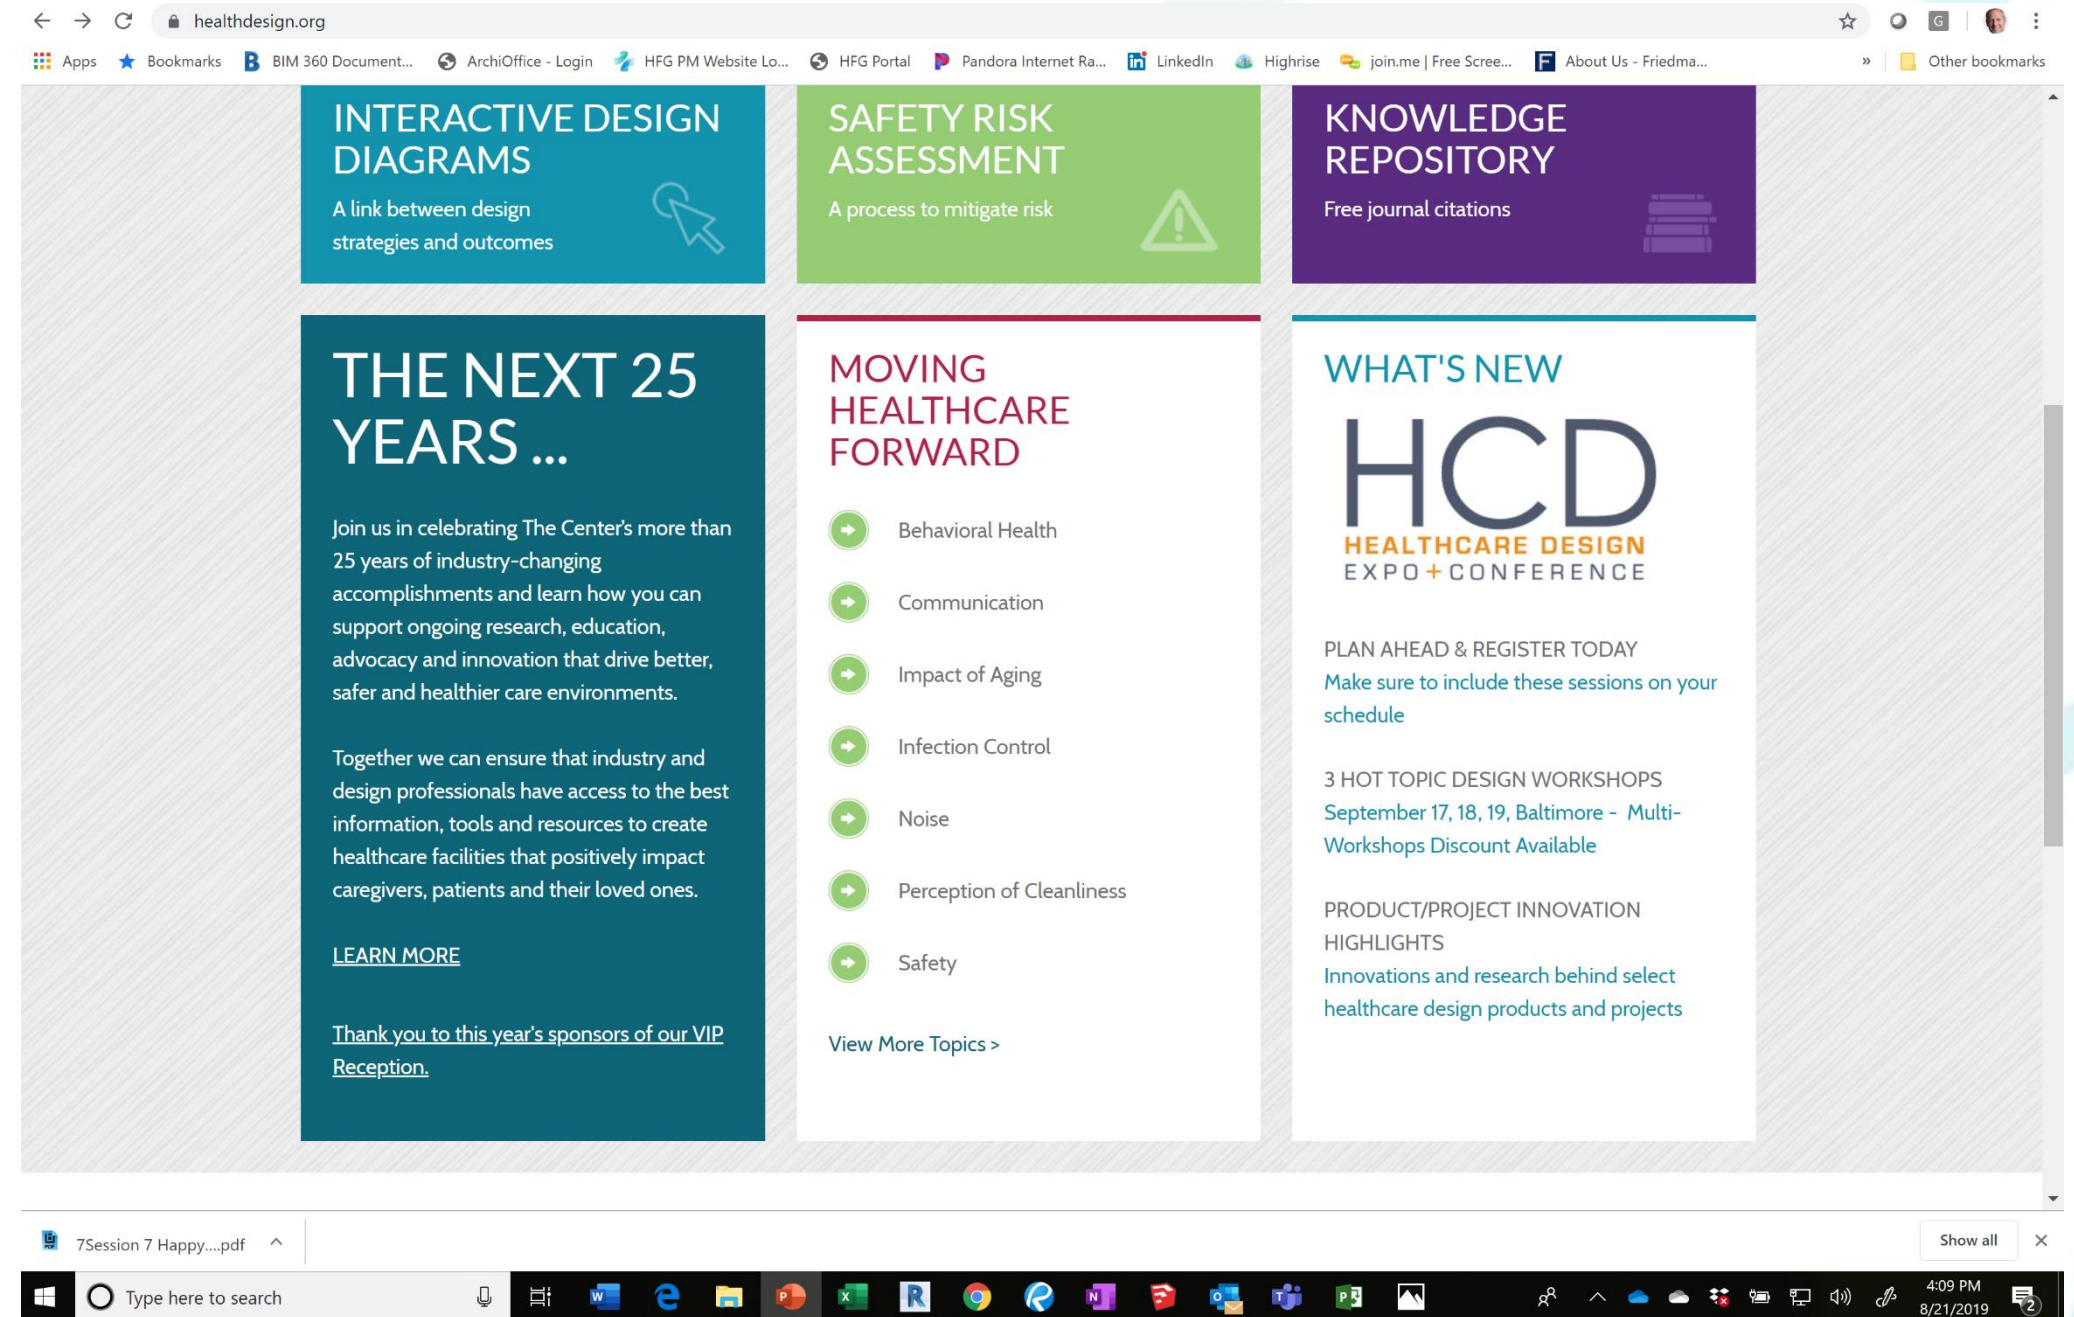 healthdesign.org
G
Apps
Bookmarks
BIM 360 Document...
ArchiOffice - Login
HFG PM Website Lo...
HFG Portal
Pandora Internet Ra...
LinkedIn
Highrise
join.me | Free Scree...
About Us - Friedma...
»
Other bookmarks
INTERACTIVE DESIGN
DIAGRAMS
A link between design
strategies and outcomes
SAFETY RISK
ASSESSMENT
A process to mitigate risk
KNOWLEDGE
REPOSITORY
Free journal citations
THE NEXT 25
YEARS ...
Join us in celebrating The Center's more than
25 years of industry-changing
accomplishments and learn how you can
support ongoing research, education,
advocacy and innovation that drive better,
safer and healthier care environments.
Together we can ensure that industry and
design professionals have access to the best
information, tools and resources to create
healthcare facilities that positively impact
caregivers, patients and their loved ones.
LEARN MORE
Thank you to this year's sponsors of our VIP
Reception.
MOVING
HEALTHCARE
FORWARD
Behavioral Health
Communication
Impact of Aging
Infection Control
Noise
Perception of Cleanliness
Safety
View More Topics >
WHAT'S NEW
HCD
HEALTHCARE DESIGN
EXPO+CONFERENCE
PLAN AHEAD & REGISTER TODAY
Make sure to include these sessions on your
schedule
3 HOT TOPIC DESIGN WORKSHOPS
September 17, 18, 19, Baltimore - Multi-
Workshops Discount Available
PRODUCT/PROJECT INNOVATION
HIGHLIGHTS
Innovations and research behind select
healthcare design products and projects
7Session 7 Happy....pdf
Show all
Type here to search
4:09 PM
8/21/2019
2